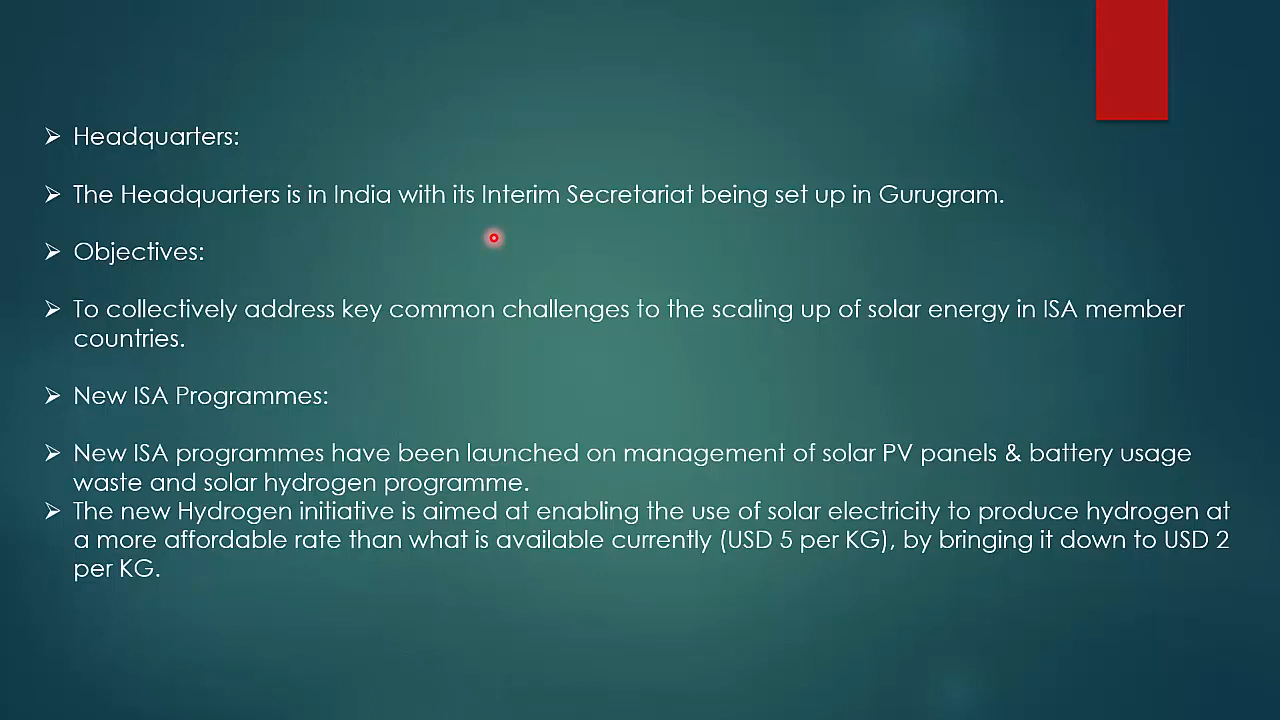 Headquarters:
The Headquarters is in India with its Interim Secretariat being set up in Gurugram.
Objectives:
To collectively address key common challenges to the scaling up of solar energy in ISA member
countries.
New ISA Programmes:
New ISA programmes have been launched on management of solar PV panels & battery usage
waste and solar hydrogen programme.
The new Hydrogen initiative is aimed at enabling the use of solar electricity to produce hydrogen at
a more affordable rate than what is available currently (USD 5 per KG), by bringing it down to USD 2
per KG.